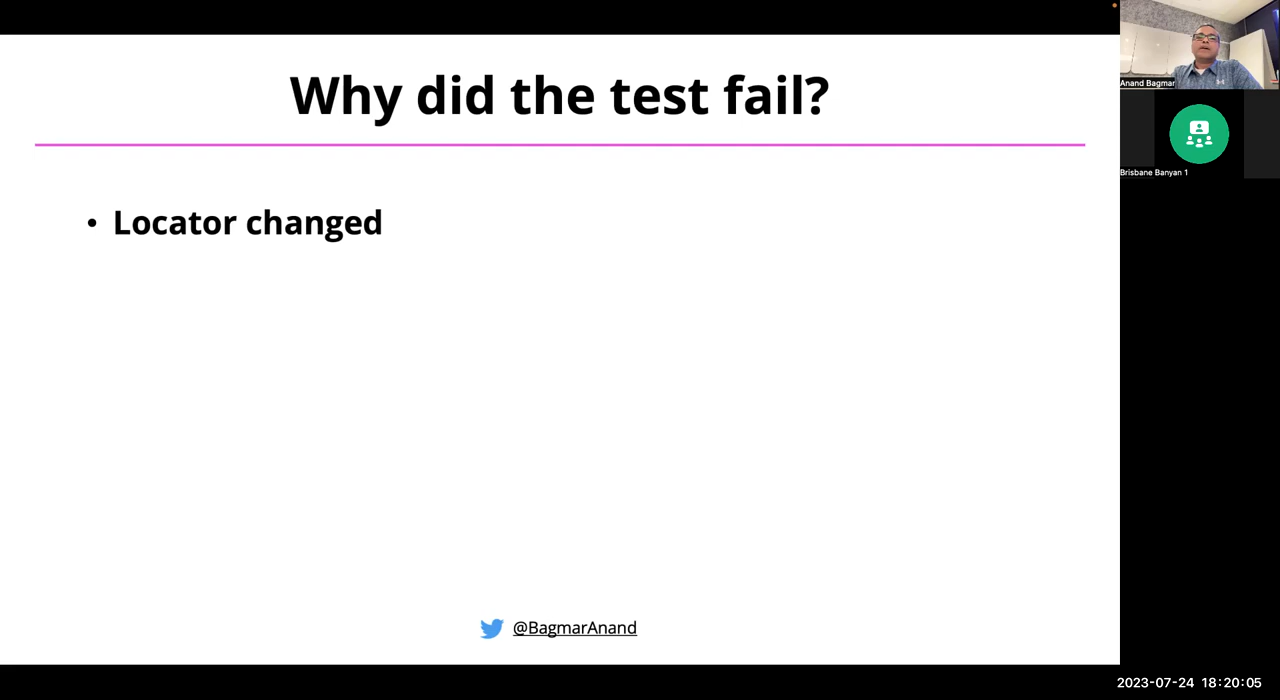 Why did the test fail?
• Locator changed
@BagmarAnand
Anand Bagmar
Brisbane Banyan 1
2023-07-24 18:20:05